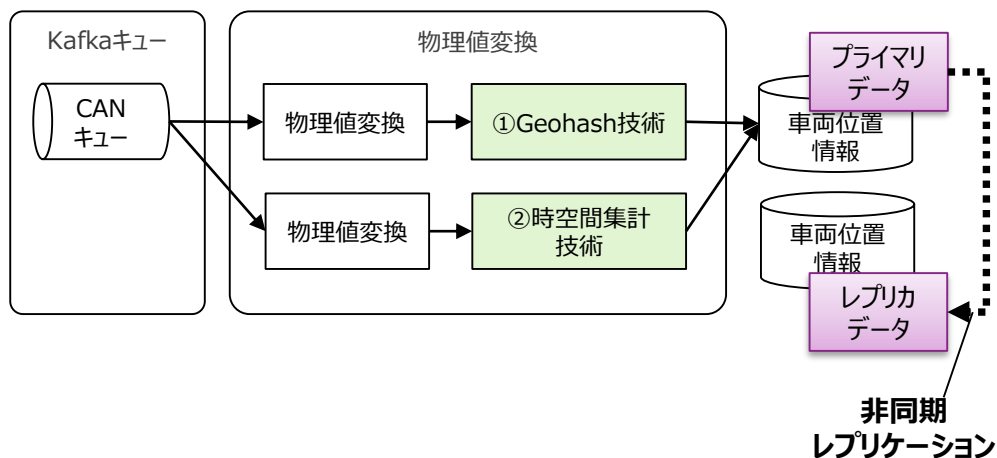 Kafkaキュー
CAN
キュー
物理値変換
物理値変換
①Geohash技術
物理値変換
②時空間集計
技術
プライマリ
データ
車両位置
情報
車両位置
情報
レプリカ
データ
非同期
レプリケーション